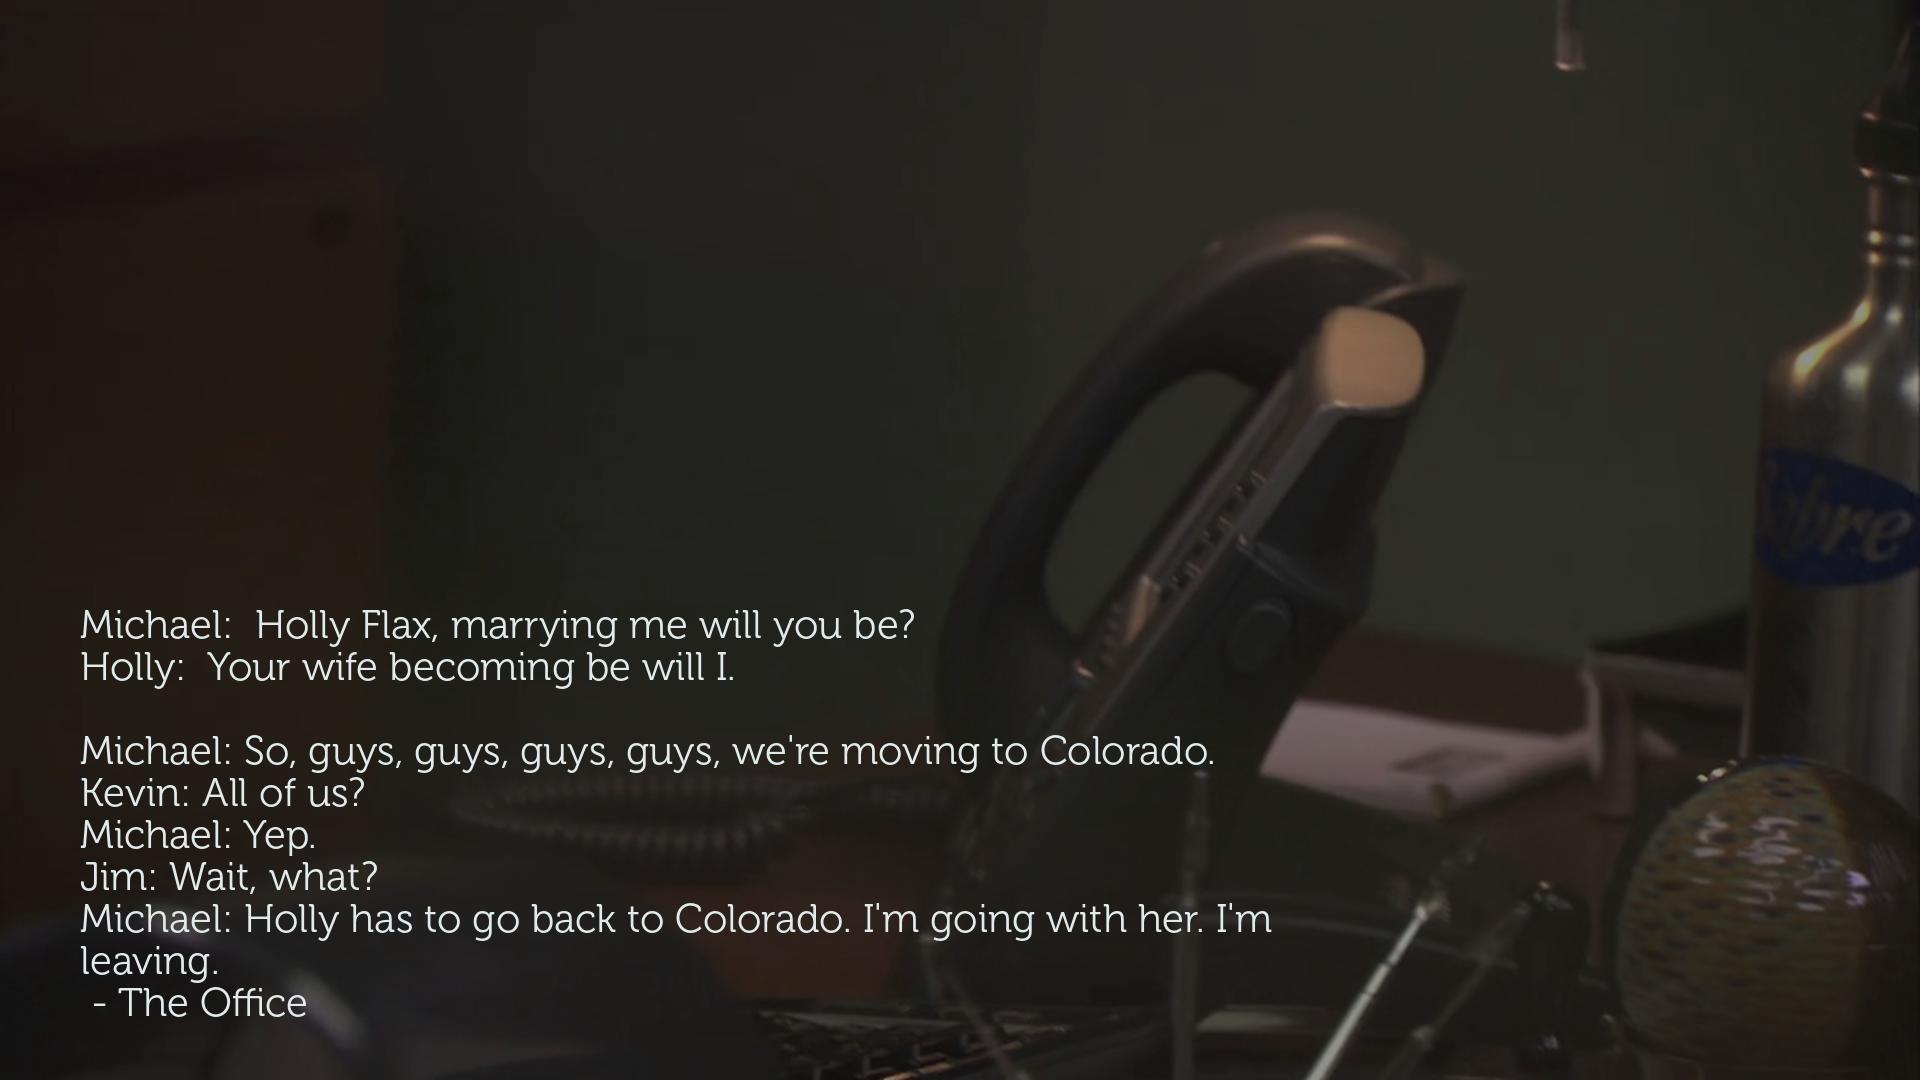 Sabre
Michael:  Holly Flax, marrying me will you be?
Holly:  Your wife becoming be will I.

Michael: So, guys, guys, guys, guys, we're moving to Colorado.
Kevin: All of us?
Michael: Yep.
Jim: Wait, what?
Michael: Holly has to go back to Colorado. I'm going with her. I'm
leaving.
- The Office